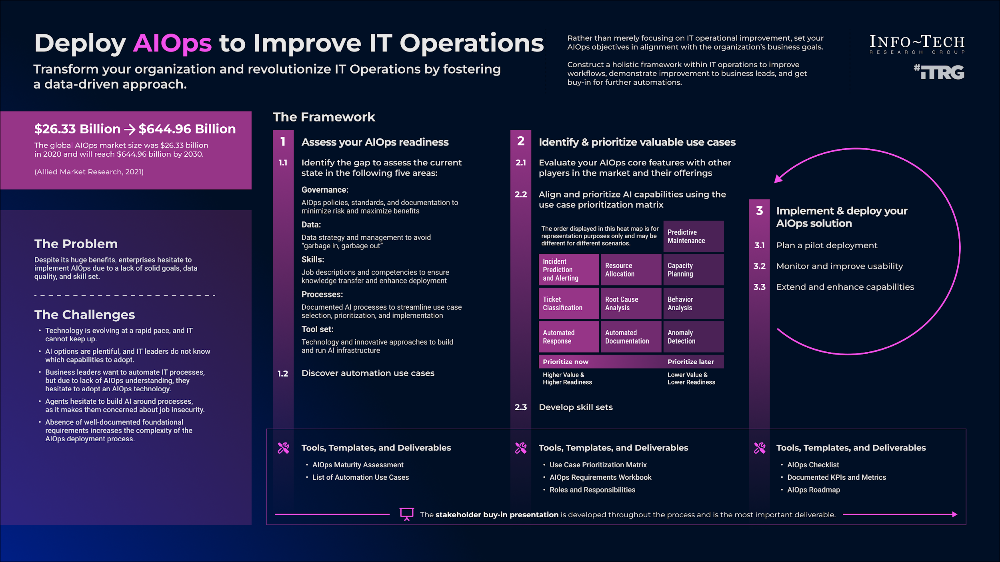 Deploy AIOps to Improve IT Operations
Transform your organization and revolutionize IT Operations by fostering
a data-driven approach.
Rather than merely focusing on IT operational improvement, set your
AIOps objectives in alignment with the organization's business goals.
Construct a holistic framework within IT operations to improve
workflows, demonstrate improvement to business leads, and get
buy-in for further automations.
INFO~TECH
RESEARCH GROUP
#iTRG
$26.33 Billion → $644.96 Billion
The global AIOps market size was $26.33 billion
in 2020 and will reach $644.96 billion by 2030.
(Allied Market Research, 2021)
The Problem
Despite its huge benefits, enterprises hesitate to
implement AIOps due to a lack of solid goals, data
quality, and skill set.
The Challenges
• Technology is evolving at a rapid pace, and IT
cannot keep up.
• AI options are plentiful, and IT leaders do not know
which capabilities to adopt.
• Business leaders want to automate IT processes,
but due to lack of AIOps understanding, they
hesitate to adopt an AIOps technology.
• Agents hesitate to build AI around processes,
as it makes them concerned about job insecurity.
• Absence of well-documented foundational
requirements increases the complexity of the
AIOps deployment process.
The Framework
1 Assess your AIOps readiness
1.1 Identify the gap to assess the current
state in the following five areas:
Governance:
AIOps policies, standards, and documentation to
minimize risk and maximize benefits
Data:
Data strategy and management to avoid
“garbage in, garbage out”
Skills:
Job descriptions and competencies to ensure
knowledge transfer and enhance deployment
Processes:
Documented AI processes to streamline use case
selection, prioritization, and implementation
Tool set:
Technology and innovative approaches to build
and run AI infrastructure
1.2 Discover automation use cases
2 Identify & prioritize valuable use cases
2.1 Evaluate your AIOps core features with other
players in the market and their offerings
2.2 Align and prioritize AI capabilities using the
use case prioritization matrix
The order displayed in this heat map is for
representation purposes only and may be
different for different scenarios.
Predictive
Maintenance
Incident
Prediction
and Alerting
Resource
Allocation
Capacity
Planning
Ticket
Classification
Root Cause
Analysis
Behavior
Analysis
Automated
Response
Automated
Documentation
Anomaly
Detection
Prioritize now
Prioritize later
Higher Value &
Higher Readiness
Lower Value &
Lower Readiness
2.3 Develop skill sets
3 Implement & deploy your
AIOps solution
3.1 Plan a pilot deployment
3.2 Monitor and improve usability
3.3 Extend and enhance capabilities
Tools, Templates, and Deliverables
• AIOps Maturity Assessment
• List of Automation Use Cases
Tools, Templates, and Deliverables
• Use Case Prioritization Matrix
• AIOps Requirements Workbook
• Roles and Responsibilities
Tools, Templates, and Deliverables
• AIOps Checklist
• Documented KPIs and Metrics
• AIOps Roadmap
The stakeholder buy-in presentation is developed throughout the process and is the most important deliverable.